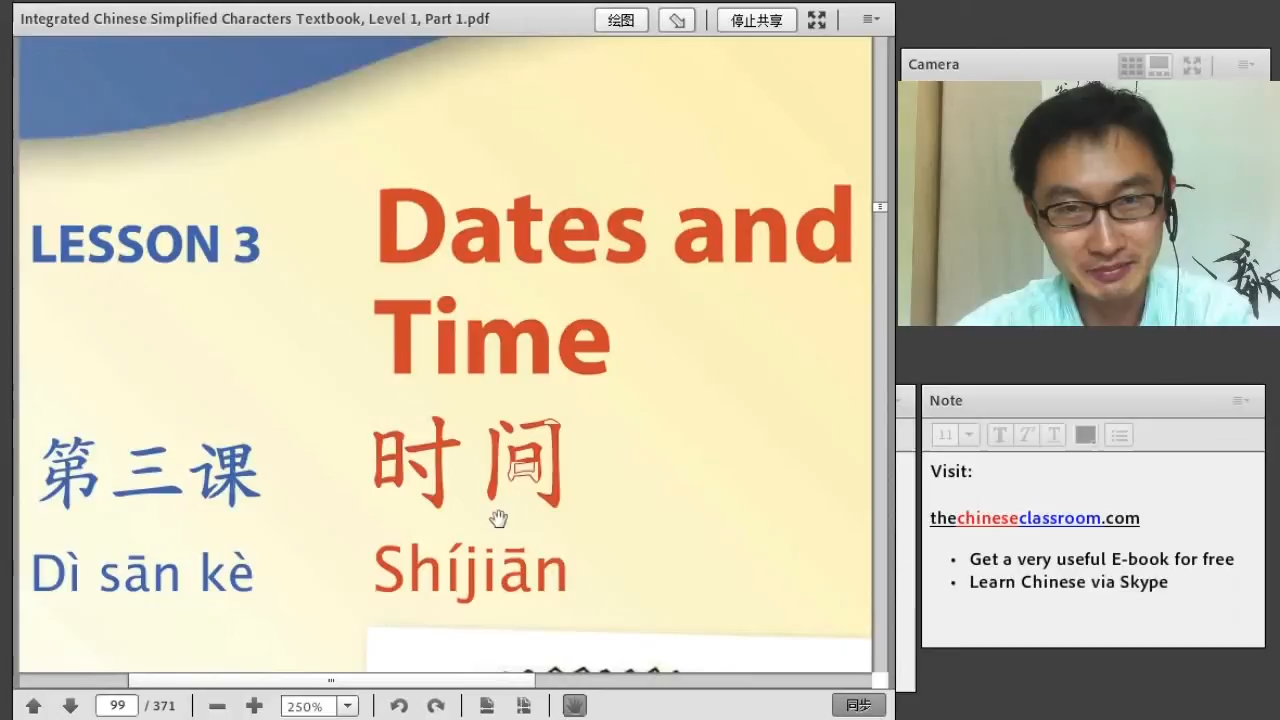 Integrated Chinese Simplified Characters Textbook, Level 1, Part 1.pdf
绘图
停止共享
LESSON 3
Dates and
Time
第三课
时间
Dì sān kè
Shíjiān
99 / 371
250%
同步
Camera
Note
11
T T T
Visit:
thechineseclassroom.com
• Get a very useful E-book for free
• Learn Chinese via Skype